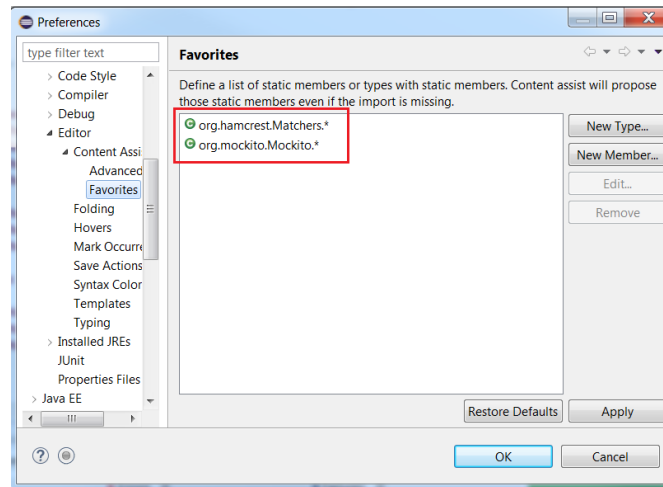 Preferences
type filter text
Favorites
Code Style
Compiler
Debug
Editor
Content Assi
Advanced
Favorites
Folding
Hovers
Mark Occurre
Save Actions
Syntax Color
Templates
Typing
Installed JREs
JUnit
Properties Files
Java EE
Define a list of static members or types with static members. Content assist will propose
those static members even if the import is missing.
org.hamcrest.Matchers.*
org.mockito.Mockito.*
New Type...
New Member...
Edit...
Remove
Restore Defaults
Apply
OK
Cancel